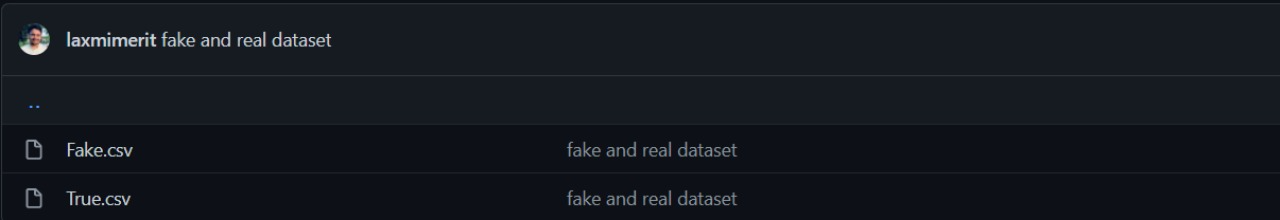 laxmimerit fake and real dataset
..
Fake.csv fake and real dataset
True.csv fake and real dataset